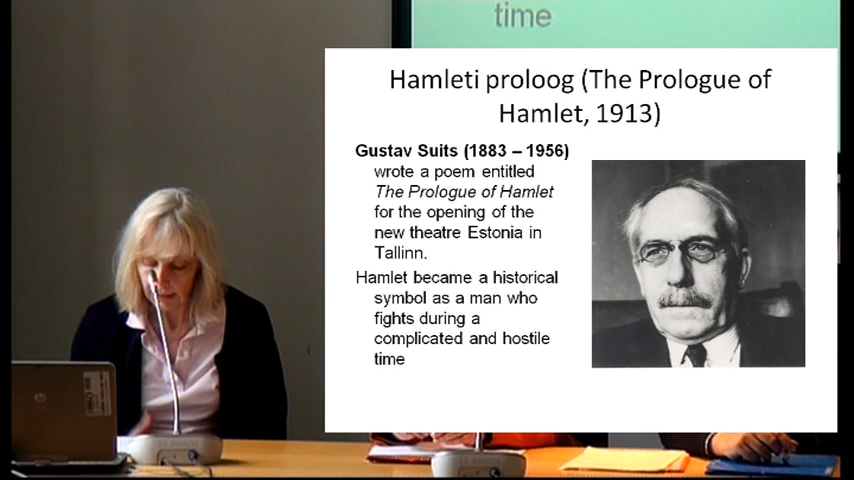 time
Hamleti proloog (The Prologue of
Hamlet, 1913)
Gustav Suits (1883 – 1956)
wrote a poem entitled
The Prologue of Hamlet
for the opening of the
new theatre Estonia in
Tallinn.
Hamlet became a historical
symbol as a man who
fights during a
complicated and hostile
time
BOSCH
hp